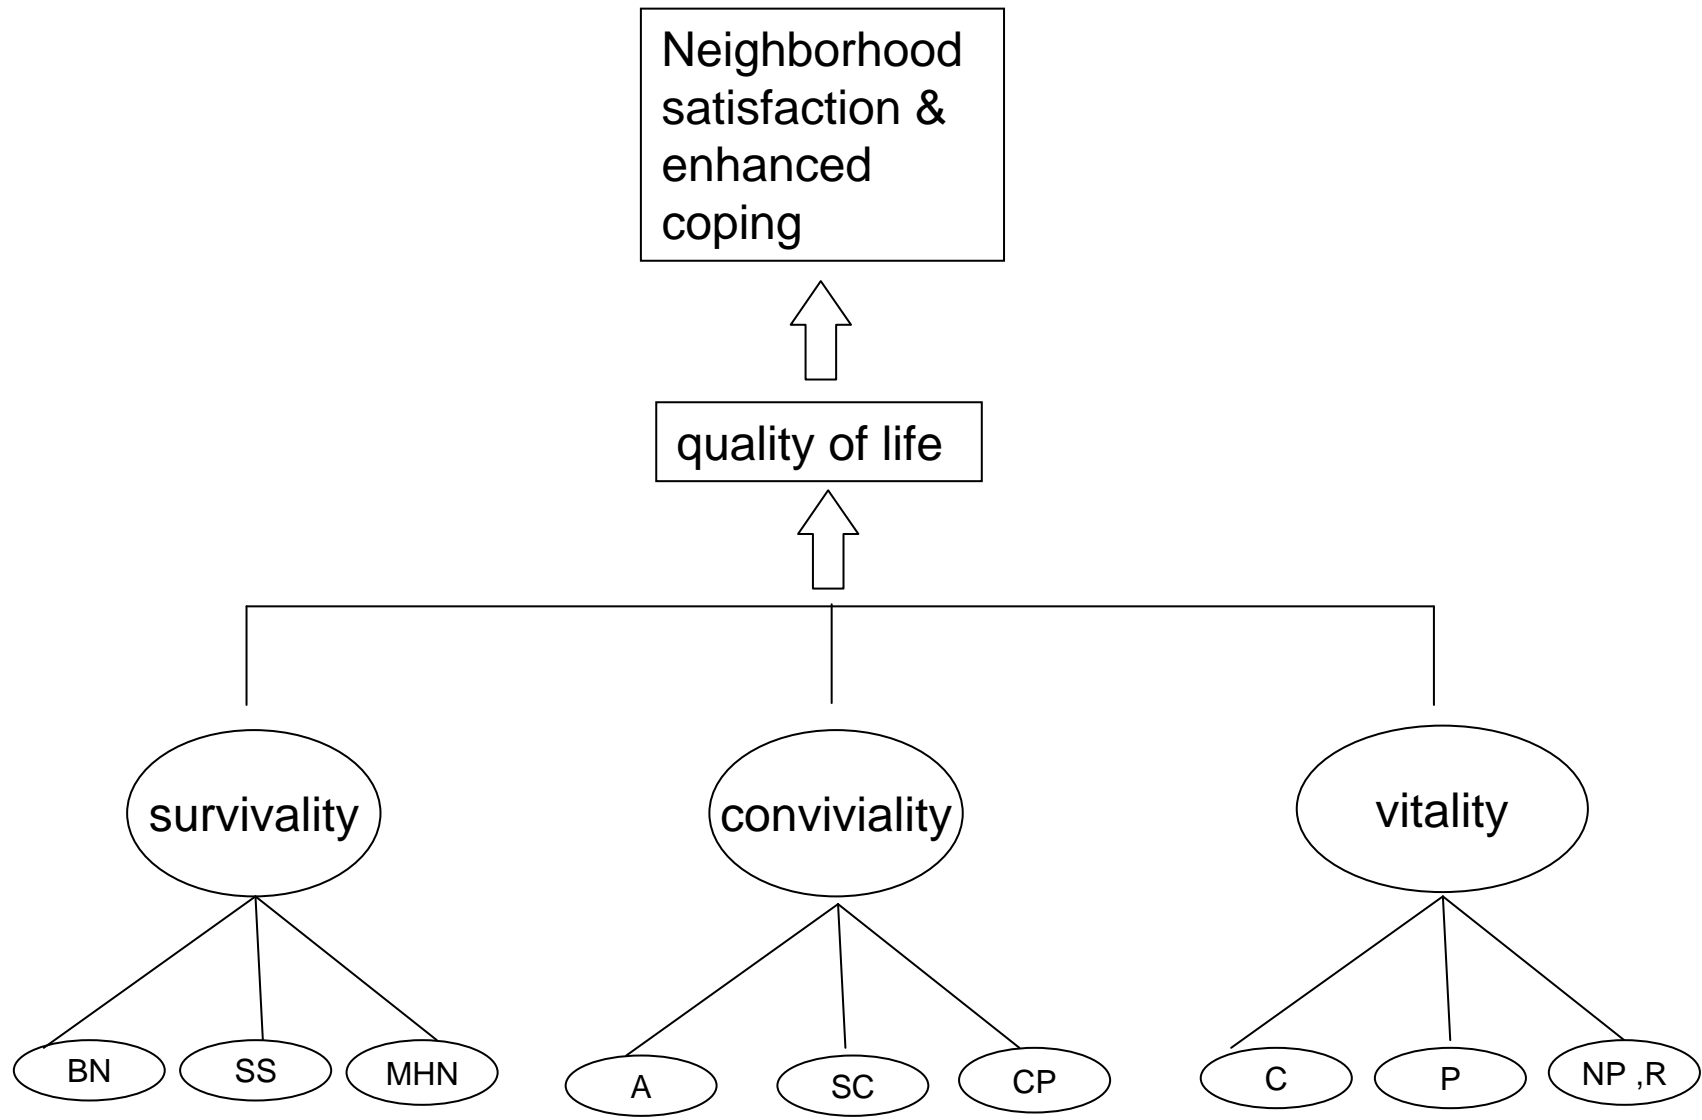 Neighborhood
satisfaction &
enhanced
coping
quality of life
survivality
conviviality
vitality
BN
SS
MHN
A
SC
CP
C
P
NP ,R